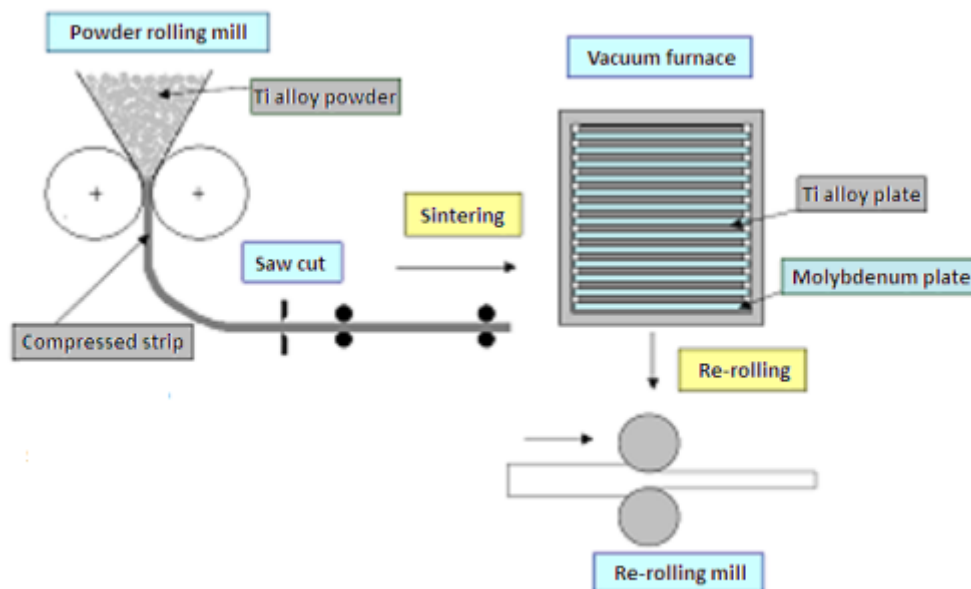 Powder rolling mill
Ti alloy powder
Vacuum furnace
Sintering
Ti alloy plate
Saw cut
Molybdenum plate
Compressed strip
Re-rolling
Re-rolling mill